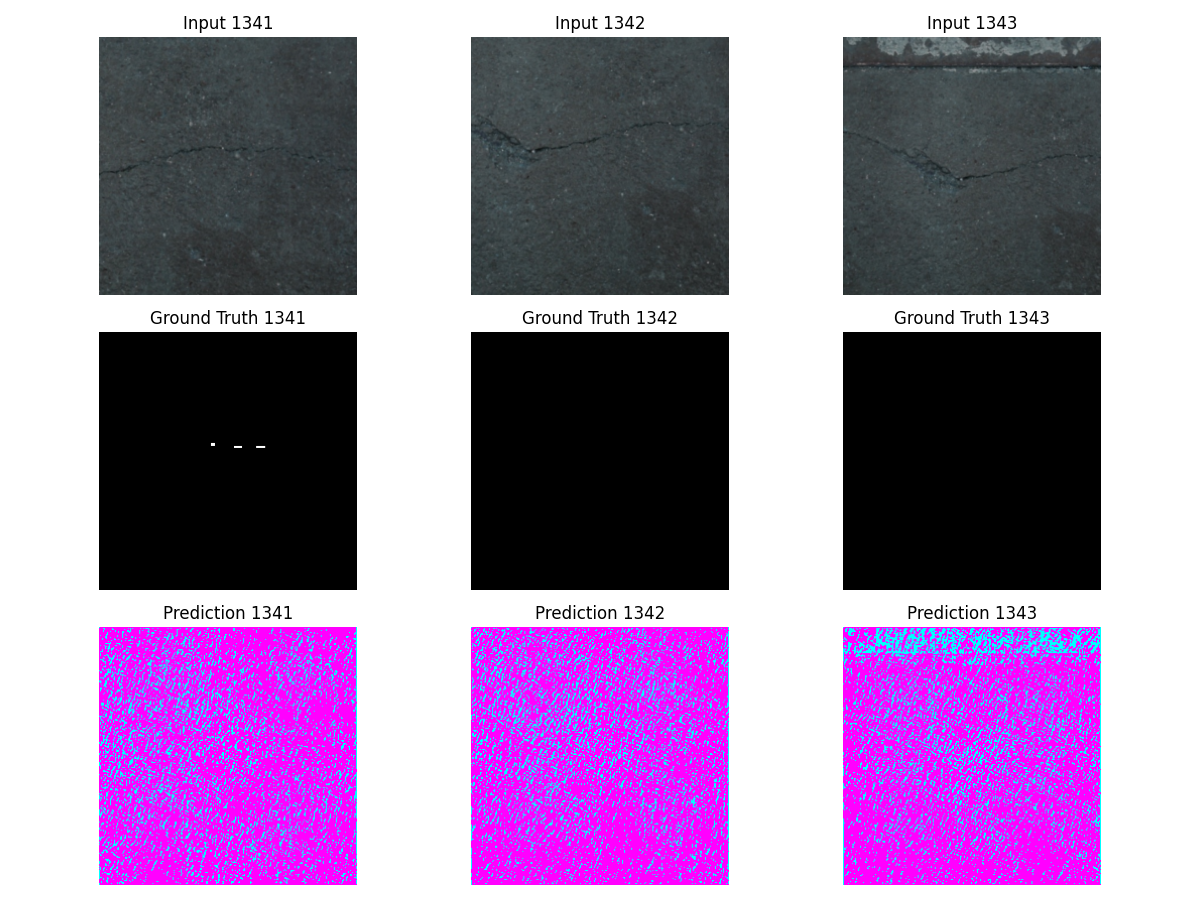 Input 1341
Input 1342
Input 1343
Ground Truth 1341
Ground Truth 1342
Ground Truth 1343
Prediction 1341
Prediction 1342
Prediction 1343